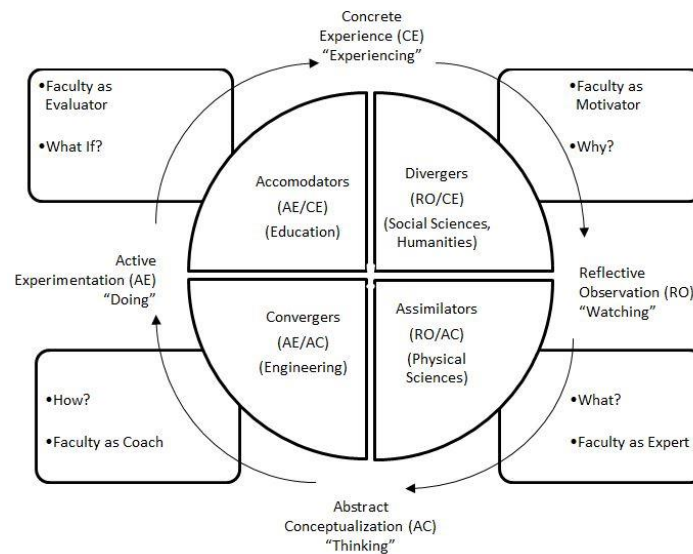 Concrete
Experience (CE)
“Experiencing”
•Faculty as
Evaluator
•What If?
•Faculty as
Motivator
•Why?
Accomodators
(AE/CE)
(Education)
Divergers
(RO/CE)
(Social Sciences,
Humanities)
Active
Experimentation (AE)
“Doing”
Reflective
Observation (RO)
“Watching”
Convergers
(AE/AC)
(Engineering)
Assimilators
(RO/AC)
(Physical
Sciences)
•How?
•Faculty as Coach
•What?
•Faculty as Expert
Abstract
Conceptualization (AC)
“Thinking”